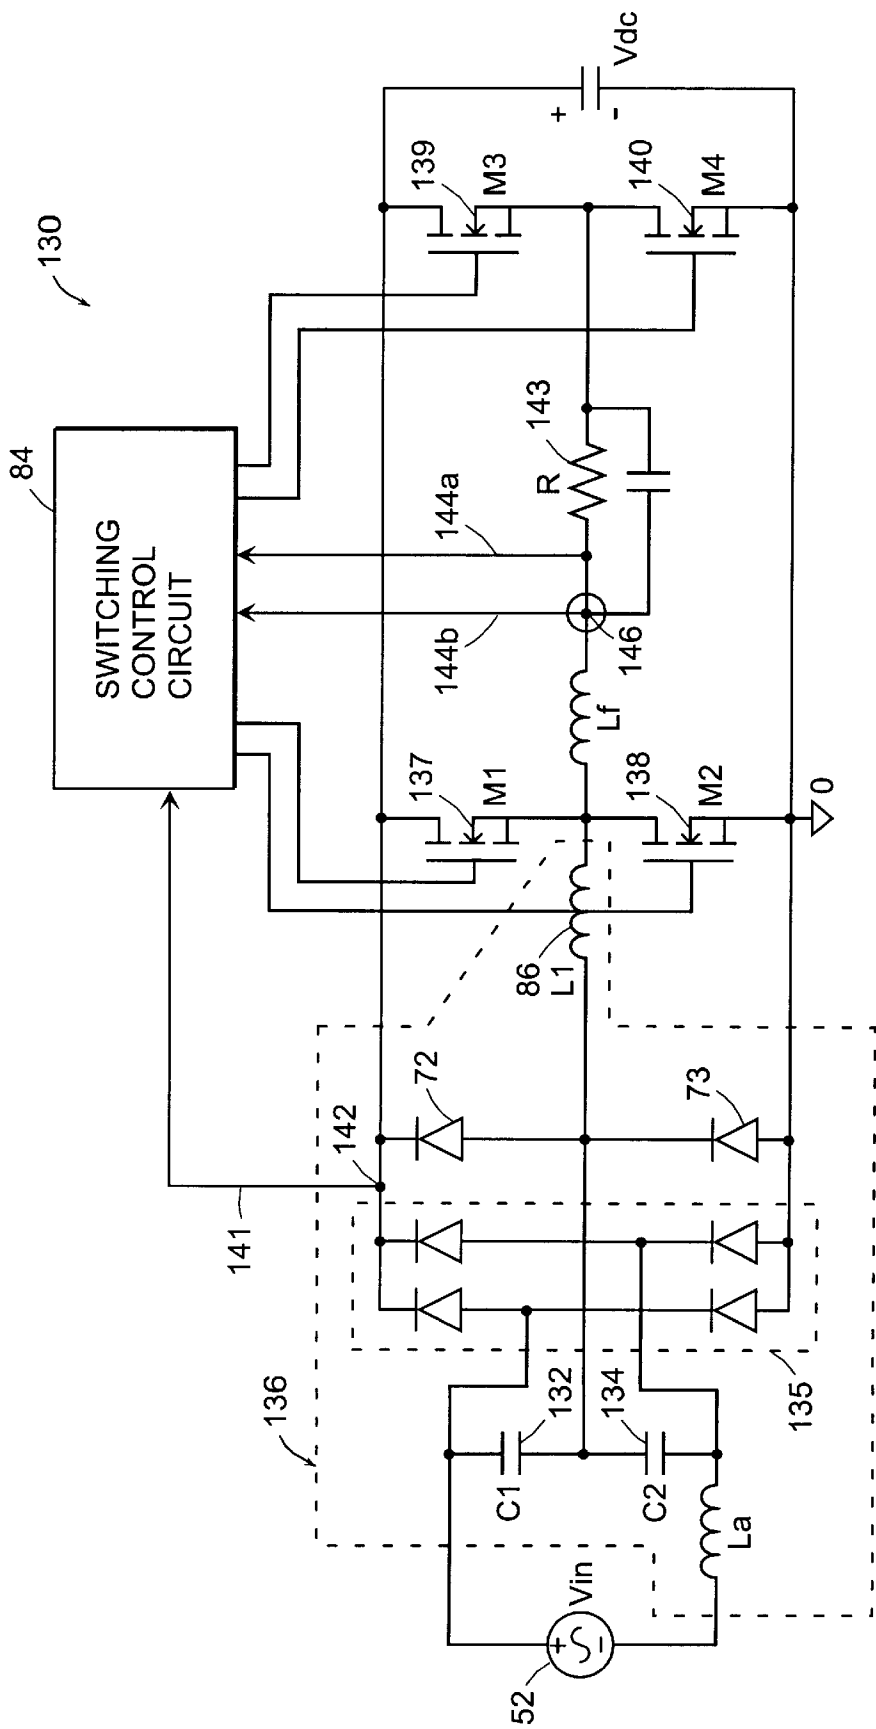 130
84
SWITCHING
CONTROL
CIRCUIT
141
144b
144a
136
142
72
137
M1
139
M3
Vdc
+
-
R
143
Lf
146
86
L1
138
M2
140
M4
0
73
132
C1
134
C2
135
Vin
+
-
52
La